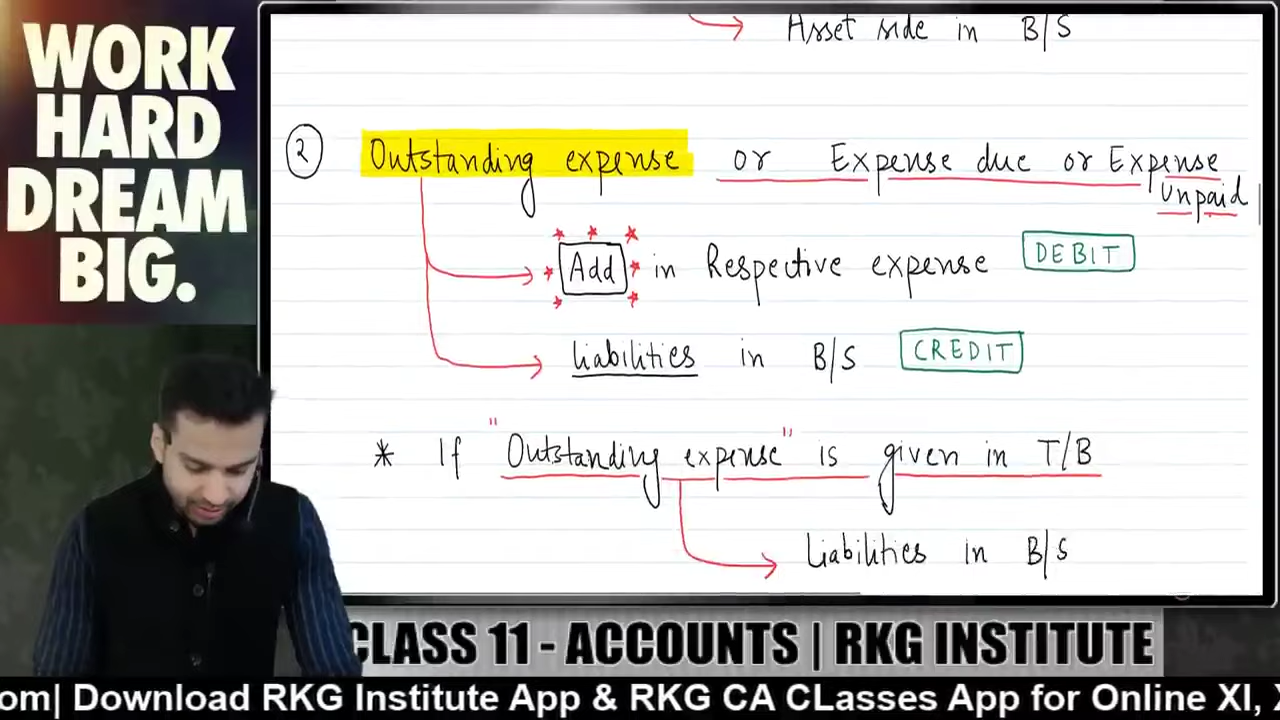 WORK
HARD
DREAM
BIG.
Asset side in B/S
2 Outstanding expense or Expense due or Expense
Unpaid
Add in Respective expense DEBIT
Liabilities in B/S CREDIT
* If "Outstanding expense" is given in T/B
Liabilities in B/S
CLASS 11 - ACCOUNTS | RKG INSTITUTE
om| Download RKG Institute App & RKG CA CLasses App for Online XI, X